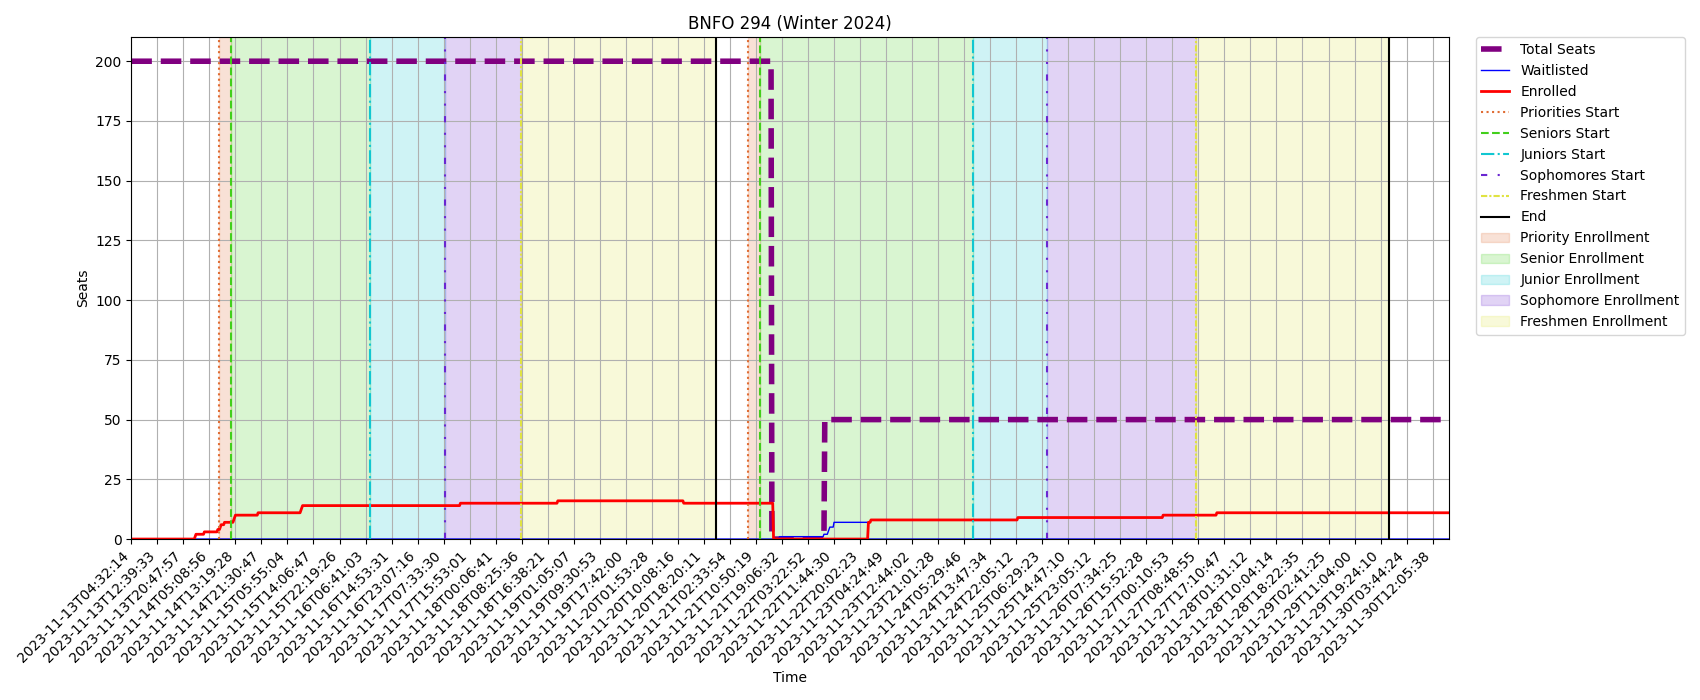 BNFO 294 (Winter 2024)
Seats
200
175
150
125
100
75
50
25
0
2023-11-13T04:32:14
2023-11-13T12:39:33
2023-11-13T20:47:57
2023-11-14T05:08:56
2023-11-14T13:19:28
2023-11-14T21:30:47
2023-11-15T05:55:04
2023-11-15T14:06:47
2023-11-15T22:19:26
2023-11-16T06:41:03
2023-11-16T14:53:31
2023-11-16T23:07:16
2023-11-17T07:33:30
2023-11-17T15:53:01
2023-11-18T00:06:41
2023-11-18T08:25:36
2023-11-18T16:38:21
2023-11-19T01:05:07
2023-11-19T09:30:53
2023-11-19T17:42:00
2023-11-20T01:53:28
2023-11-20T10:08:16
2023-11-20T18:20:11
2023-11-21T02:33:54
2023-11-21T10:50:19
2023-11-21T19:06:32
2023-11-22T03:22:52
2023-11-22T11:44:30
2023-11-22T20:02:23
2023-11-23T04:24:49
2023-11-23T12:44:02
2023-11-23T21:01:28
2023-11-24T05:29:46
2023-11-24T13:47:34
2023-11-24T22:05:12
2023-11-25T06:29:23
2023-11-25T14:47:10
2023-11-25T23:05:12
2023-11-26T07:34:25
2023-11-26T15:52:28
2023-11-27T00:10:53
2023-11-27T08:48:55
2023-11-27T17:10:47
2023-11-28T01:31:12
2023-11-28T10:04:14
2023-11-28T18:22:35
2023-11-29T02:41:25
2023-11-29T11:04:00
2023-11-29T19:24:10
2023-11-30T03:44:24
2023-11-30T12:05:38
Time
Total Seats
Waitlisted
Enrolled
Priorities Start
Seniors Start
Juniors Start
Sophomores Start
Freshmen Start
End
Priority Enrollment
Senior Enrollment
Junior Enrollment
Sophomore Enrollment
Freshmen Enrollment